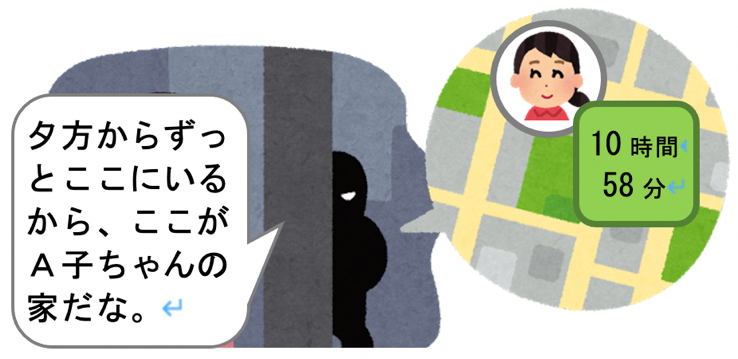 夕方からずっ
とここにいる
から、ここが
Ａ子ちゃんの
家だな。
10 時間
58 分